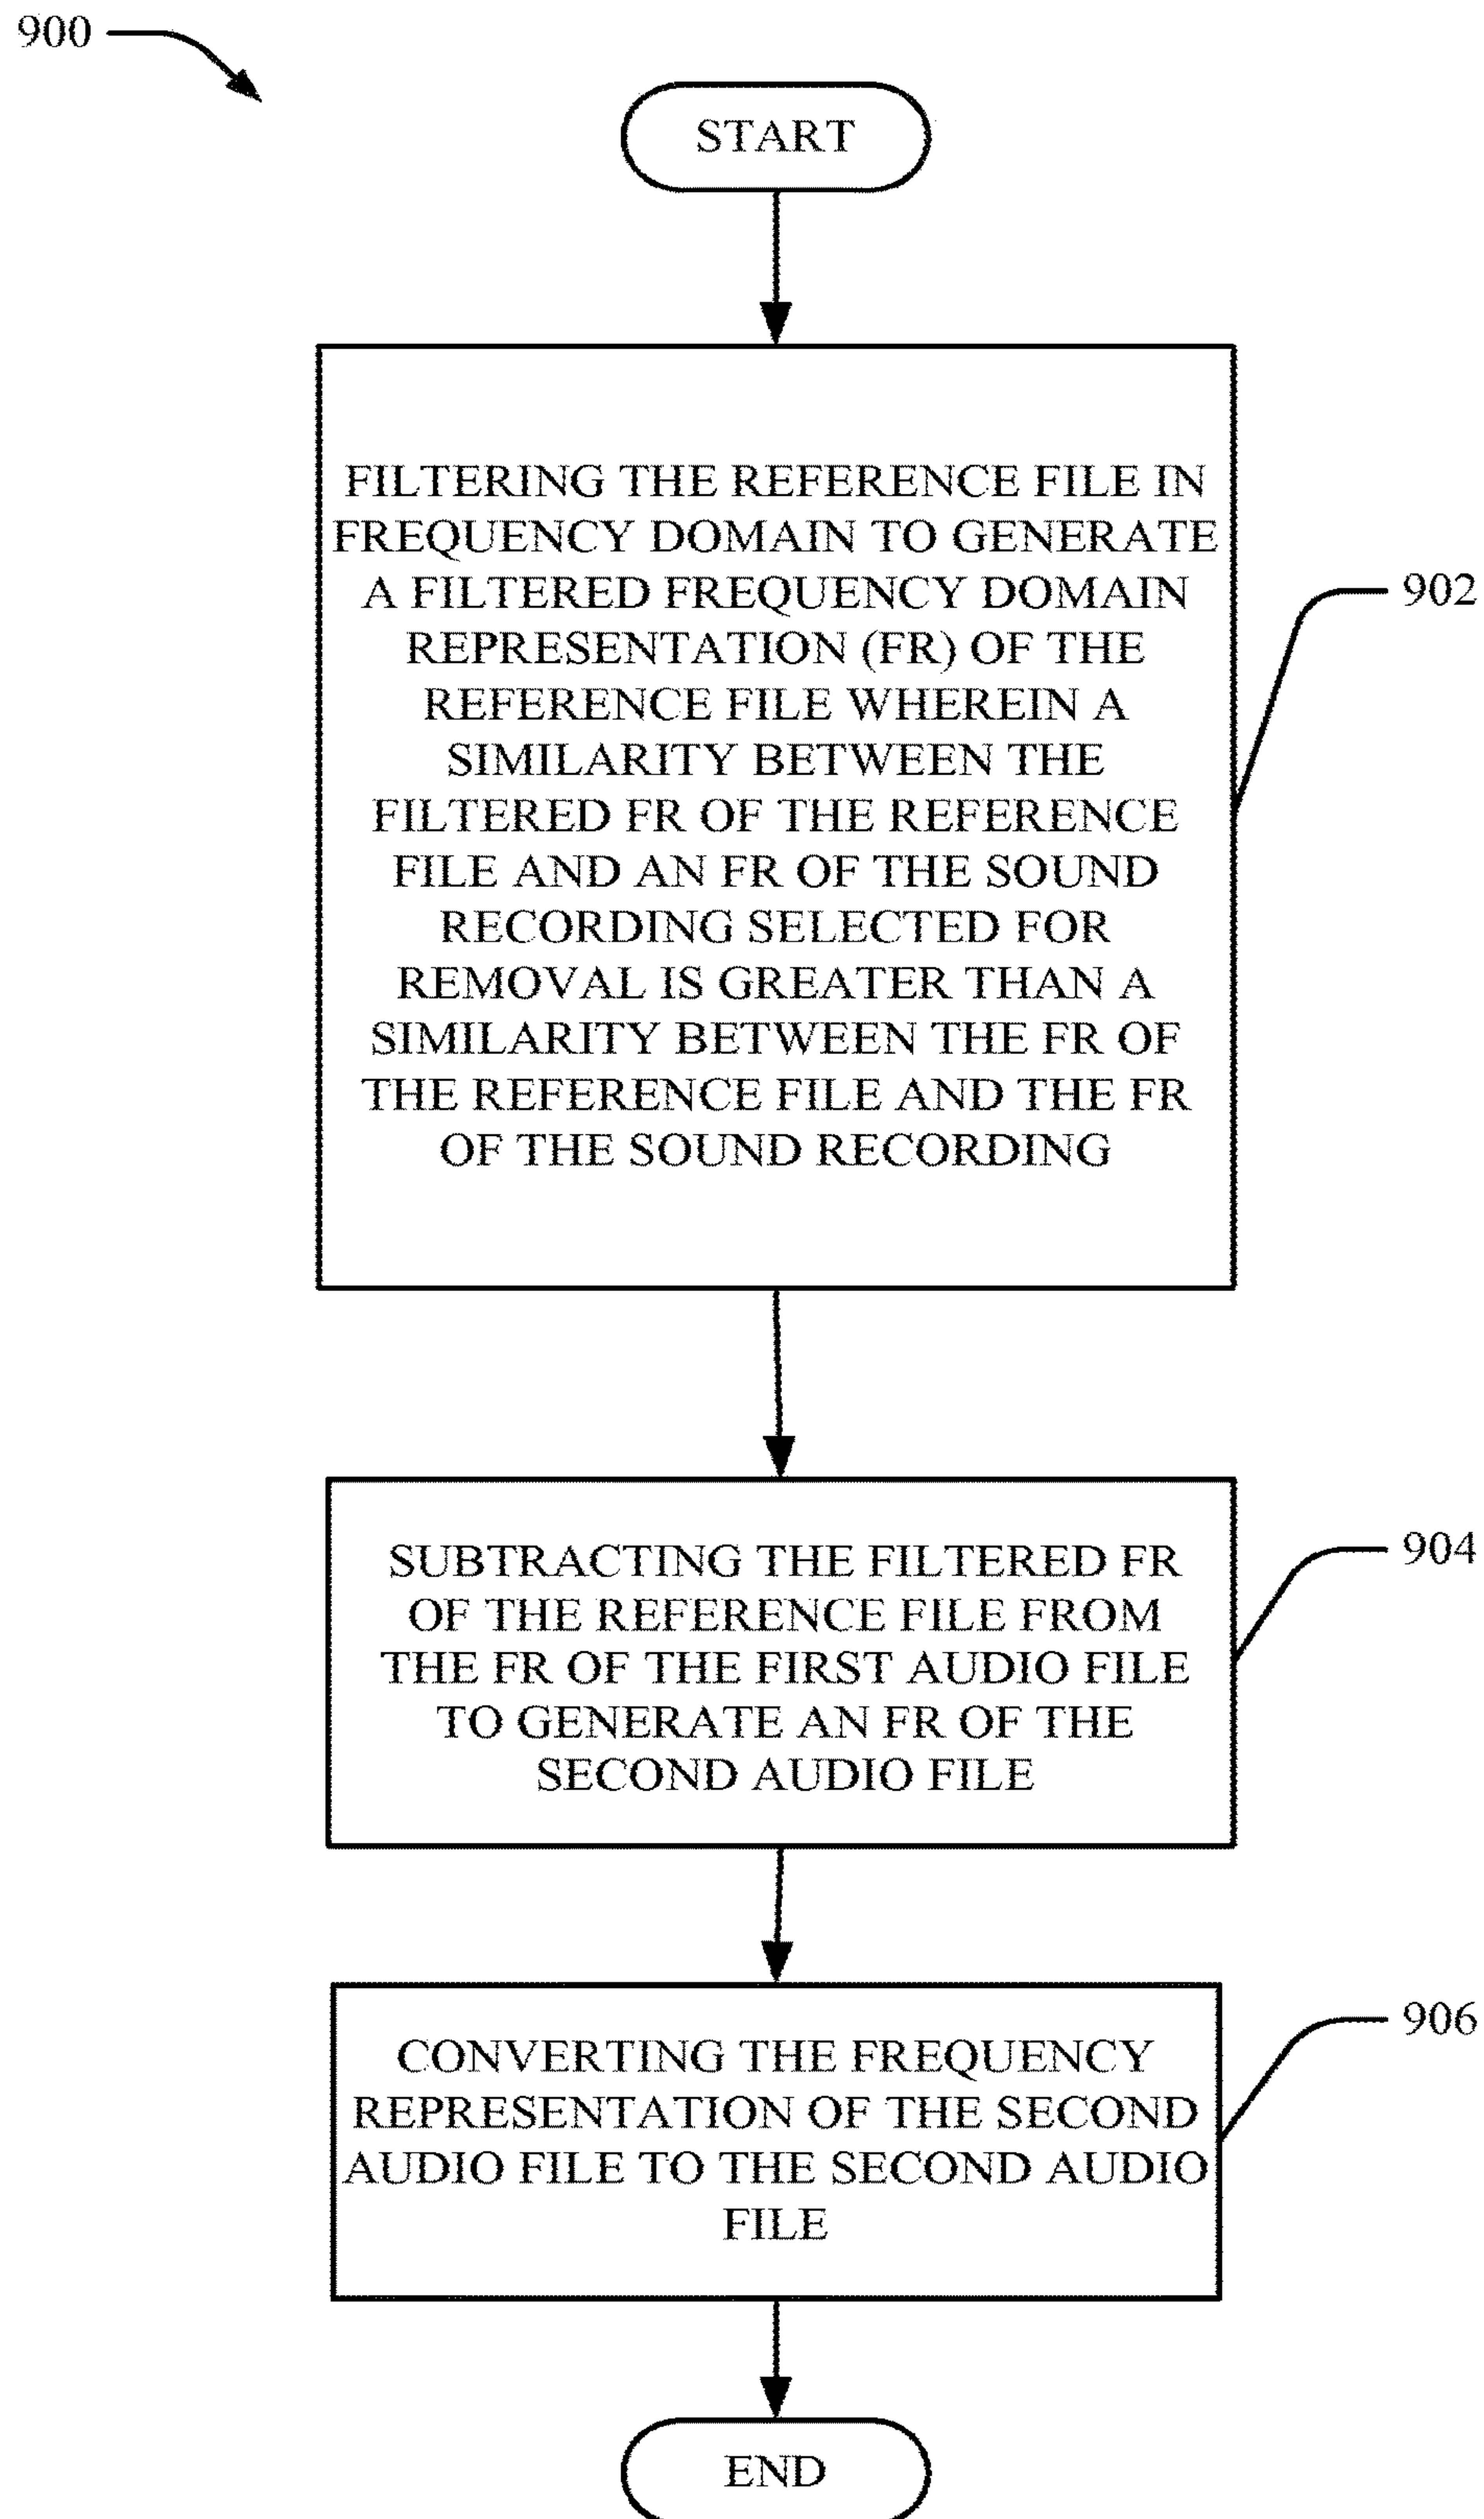 900
START
FILTERING THE REFERENCE FILE IN
FREQUENCY DOMAIN TO GENERATE
A FILTERED FREQUENCY DOMAIN
REPRESENTATION (FR) OF THE
REFERENCE FILE WHEREIN A
SIMILARITY BETWEEN THE
FILTERED FR OF THE REFERENCE
FILE AND AN FR OF THE SOUND
RECORDING SELECTED FOR
REMOVAL IS GREATER THAN A
SIMILARITY BETWEEN THE FR OF
THE REFERENCE FILE AND THE FR
OF THE SOUND RECORDING
902
SUBTRACTING THE FILTERED FR
OF THE REFERENCE FILE FROM
THE FR OF THE FIRST AUDIO FILE
TO GENERATE AN FR OF THE
SECOND AUDIO FILE
904
CONVERTING THE FREQUENCY
REPRESENTATION OF THE SECOND
AUDIO FILE TO THE SECOND AUDIO
FILE
906
END